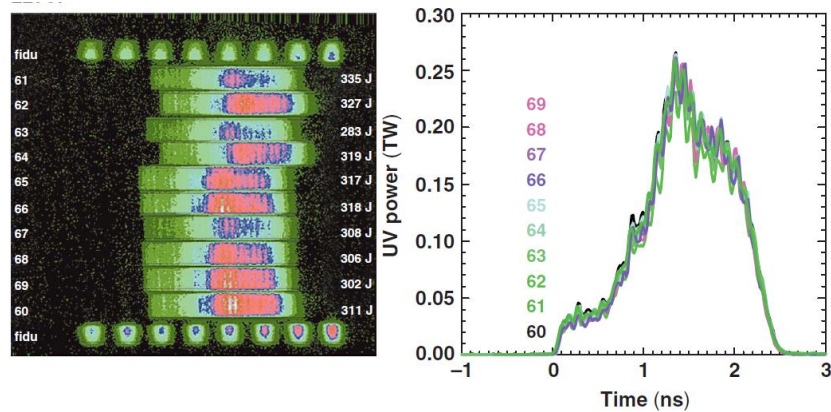 fidu
61 335 J
62 327 J
63 283 J
64 319 J
65 317 J
66 318 J
67 308 J
68 306 J
69 302 J
60 311 J
fidu
0.30
0.25
0.20
0.15
0.10
0.05
0.00
UV power (TW)
69
68
67
66
65
64
63
62
61
60
–1 0 1 2 3
Time (ns)